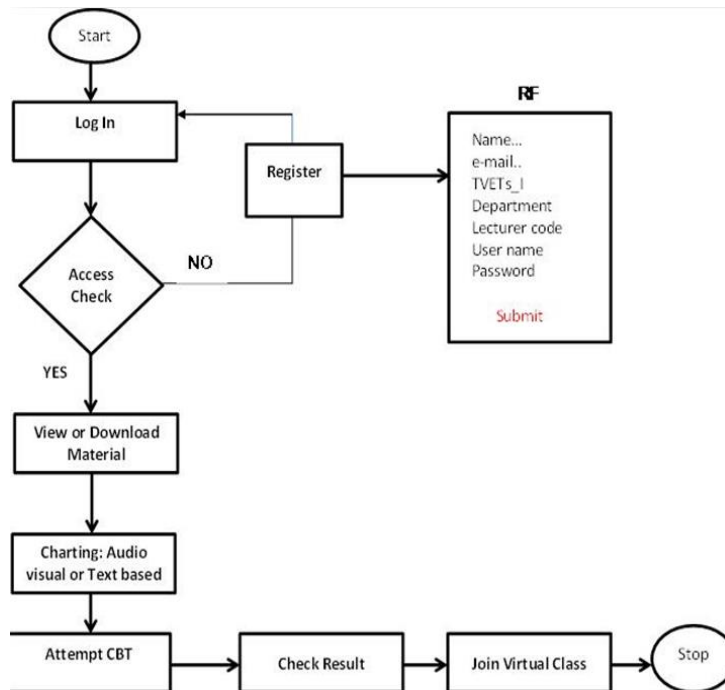 Start
Log In
Access
Check
NO
Register
RF
Name...
e-mail..
TVETs_I
Department
Lecturer code
User name
Password
Submit
YES
View or Download
Material
Charting: Audio
visual or Text based
Attempt CBT
Check Result
Join Virtual Class
Stop